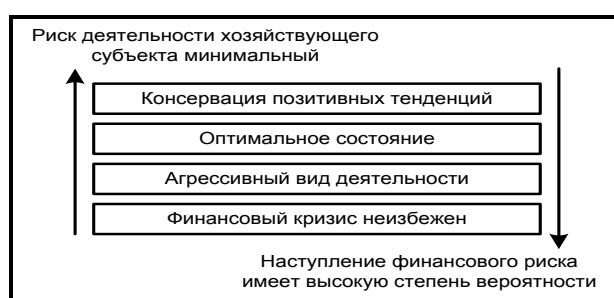 Риск деятельности хозяйствующего
субъекта минимальный
Консервация позитивных тенденций
Оптимальное состояние
Агрессивный вид деятельности
Финансовый кризис неизбежен
Наступление финансового риска
имеет высокую степень вероятности